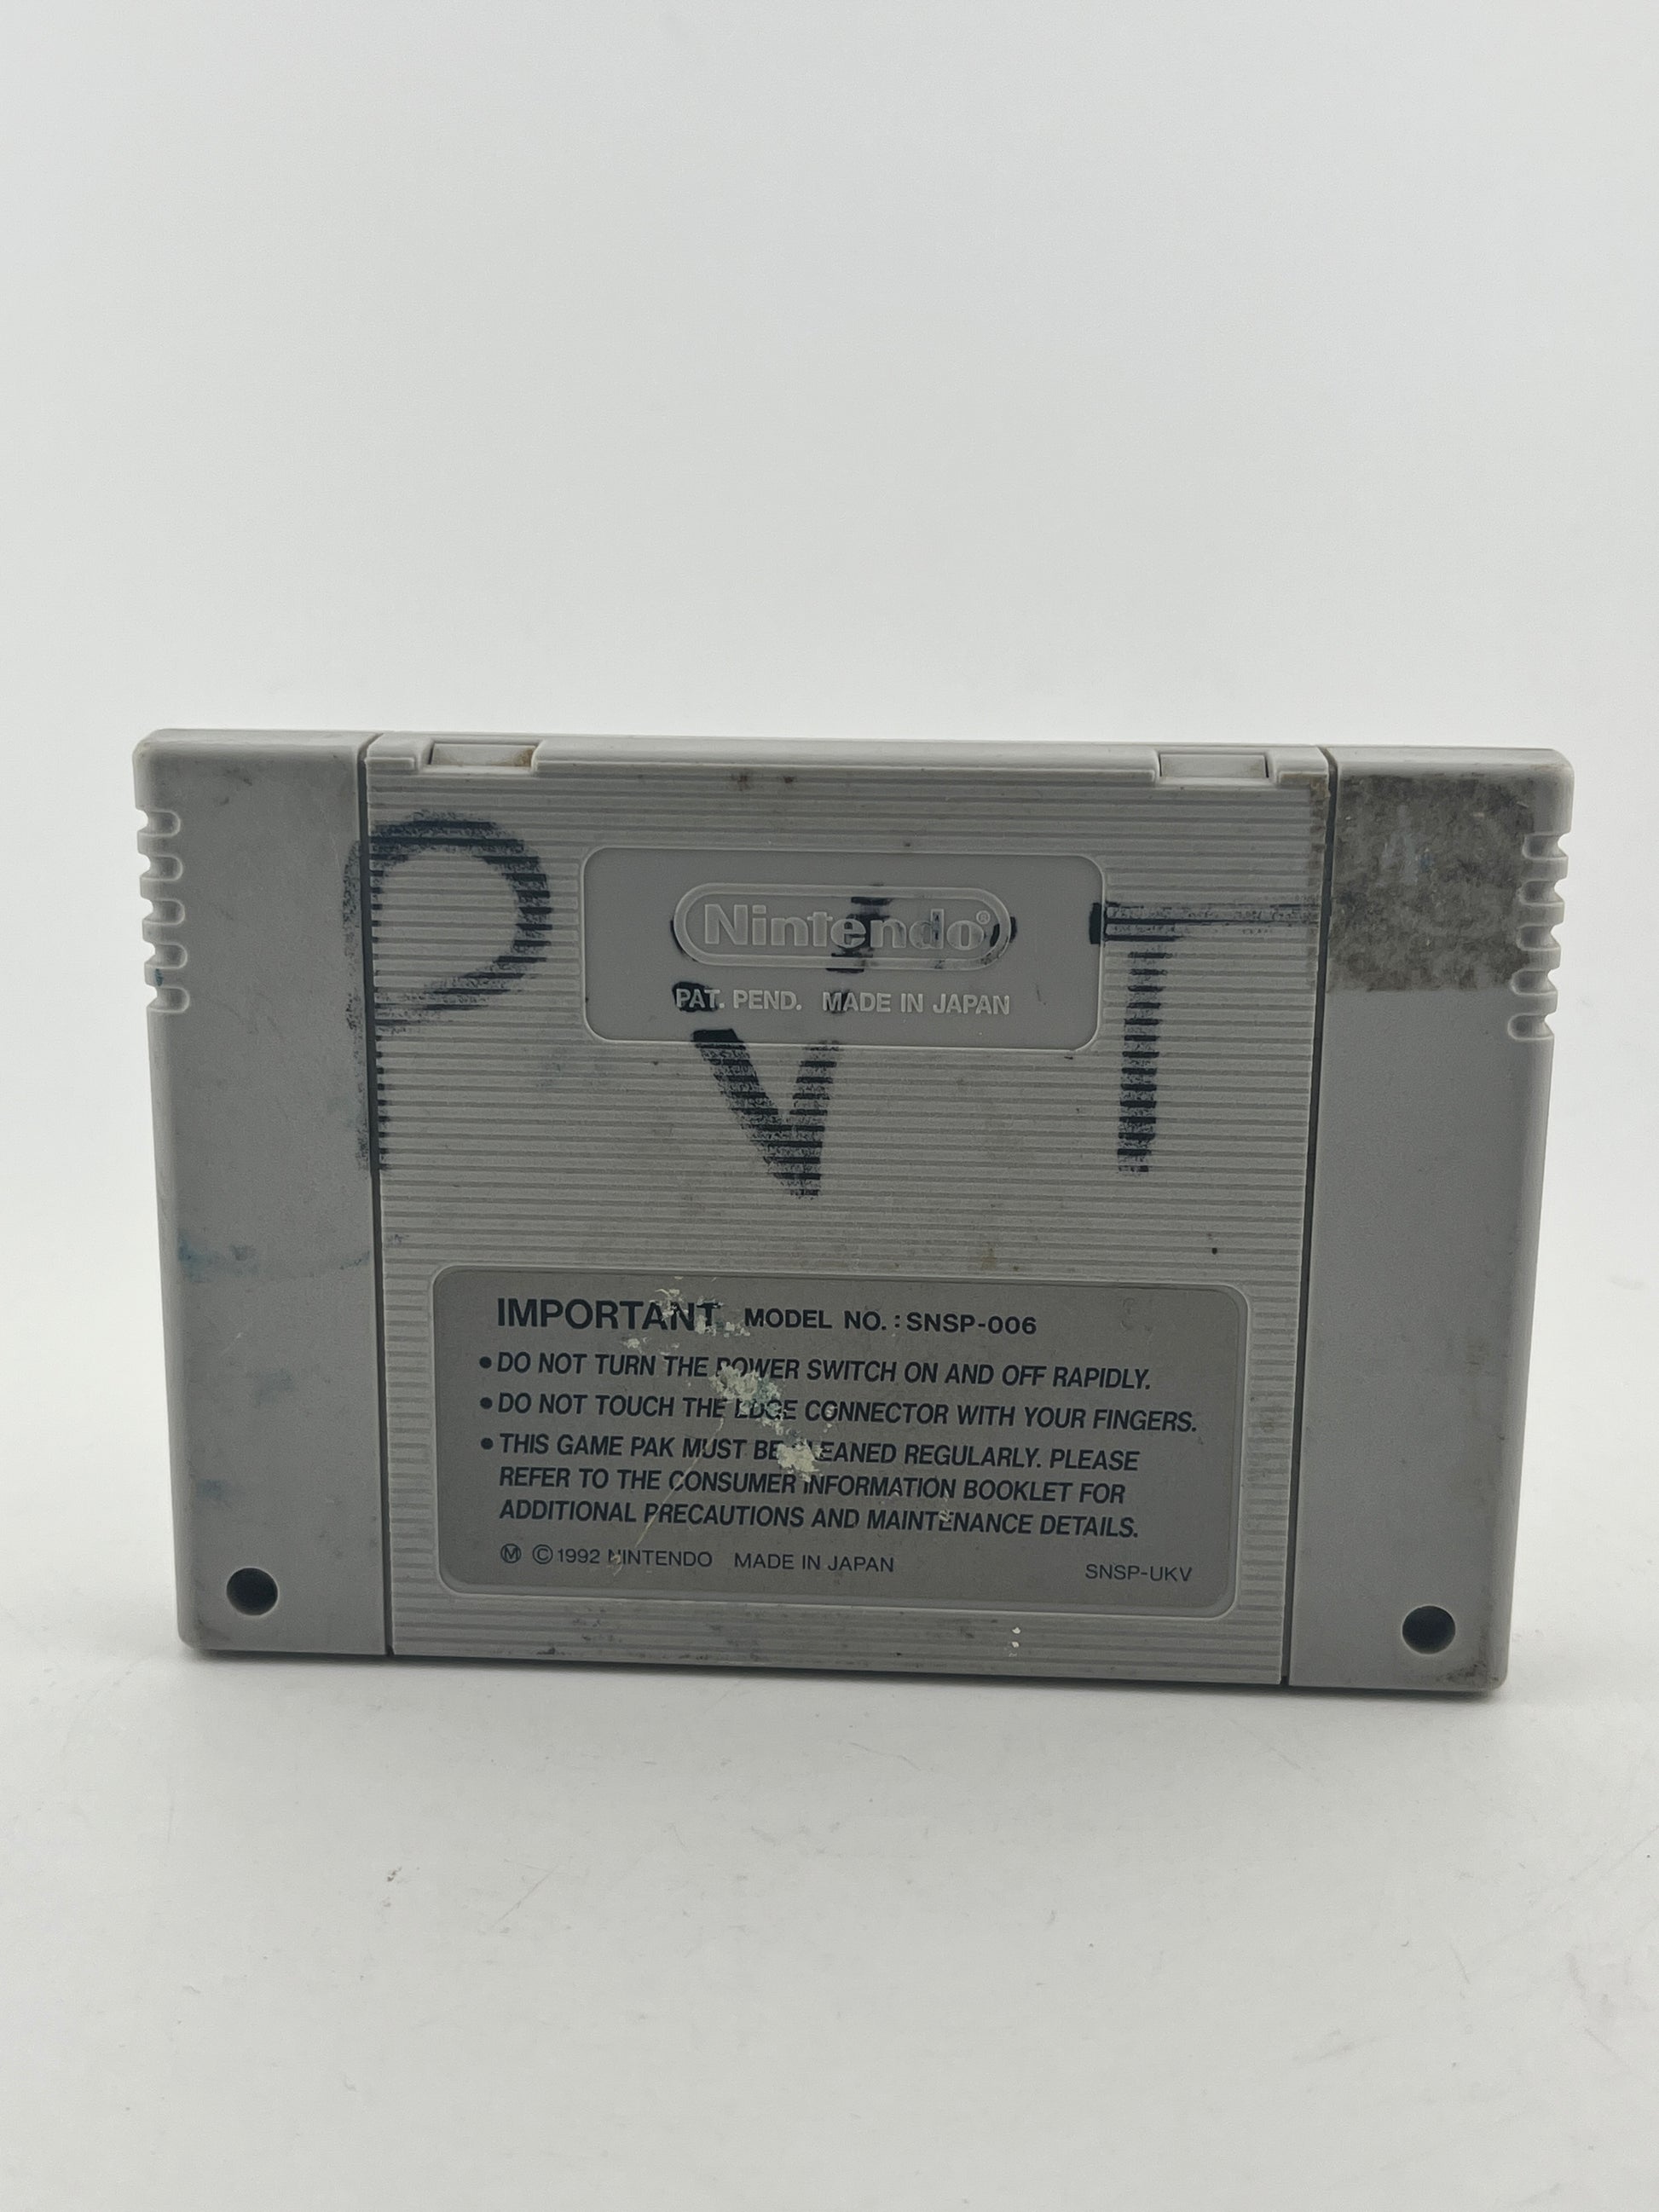 P V T
Nintendo®
PAT. PEND. MADE IN JAPAN
IMPORTANT MODEL NO.: SNSP-006
•DO NOT TURN THE POWER SWITCH ON AND OFF RAPIDLY.
•DO NOT TOUCH THE EDGE CONNECTOR WITH YOUR FINGERS.
•THIS GAME PAK MUST BE CLEANED REGULARLY. PLEASE
REFER TO THE CONSUMER INFORMATION BOOKLET FOR
ADDITIONAL PRECAUTIONS AND MAINTENANCE DETAILS.
Ⓜ ©1992 NINTENDO MADE IN JAPAN SNSP-UKV